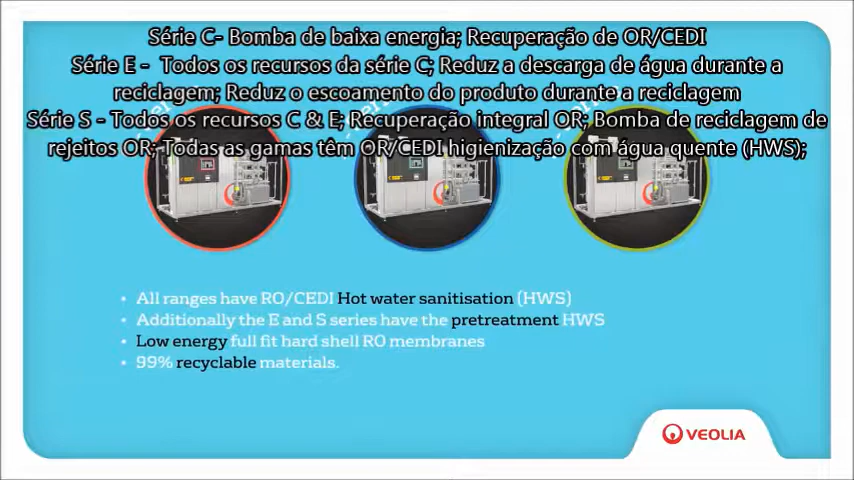 Série C- Bomba de baixa energia; Recuperação de OR/CEDI
Série E -  Todos os recursos da série C; Reduz a descarga de água durante a
reciclagem; Reduz o escoamento do produto durante a reciclagem
Série S - Todos os recursos C & E; Recuperação integral OR; Bomba de reciclagem de
rejeitos OR; Todas as gamas têm OR/CEDI higienização com água quente (HWS);
• All ranges have RO/CEDI Hot water sanitisation (HWS)
• Additionally the E and S series have the pretreatment HWS
• Low energy full fit hard shell RO membranes
• 99% recyclable materials.
VEOLIA